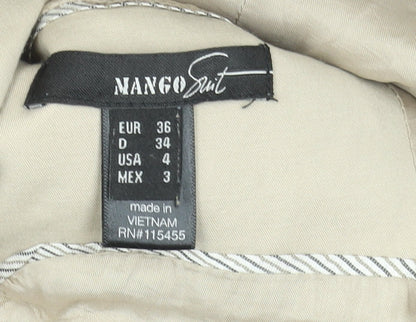 MANGO Suit
EUR 36
D 34
USA 4
MEX 3
made in
VIETNAM
RN#115455